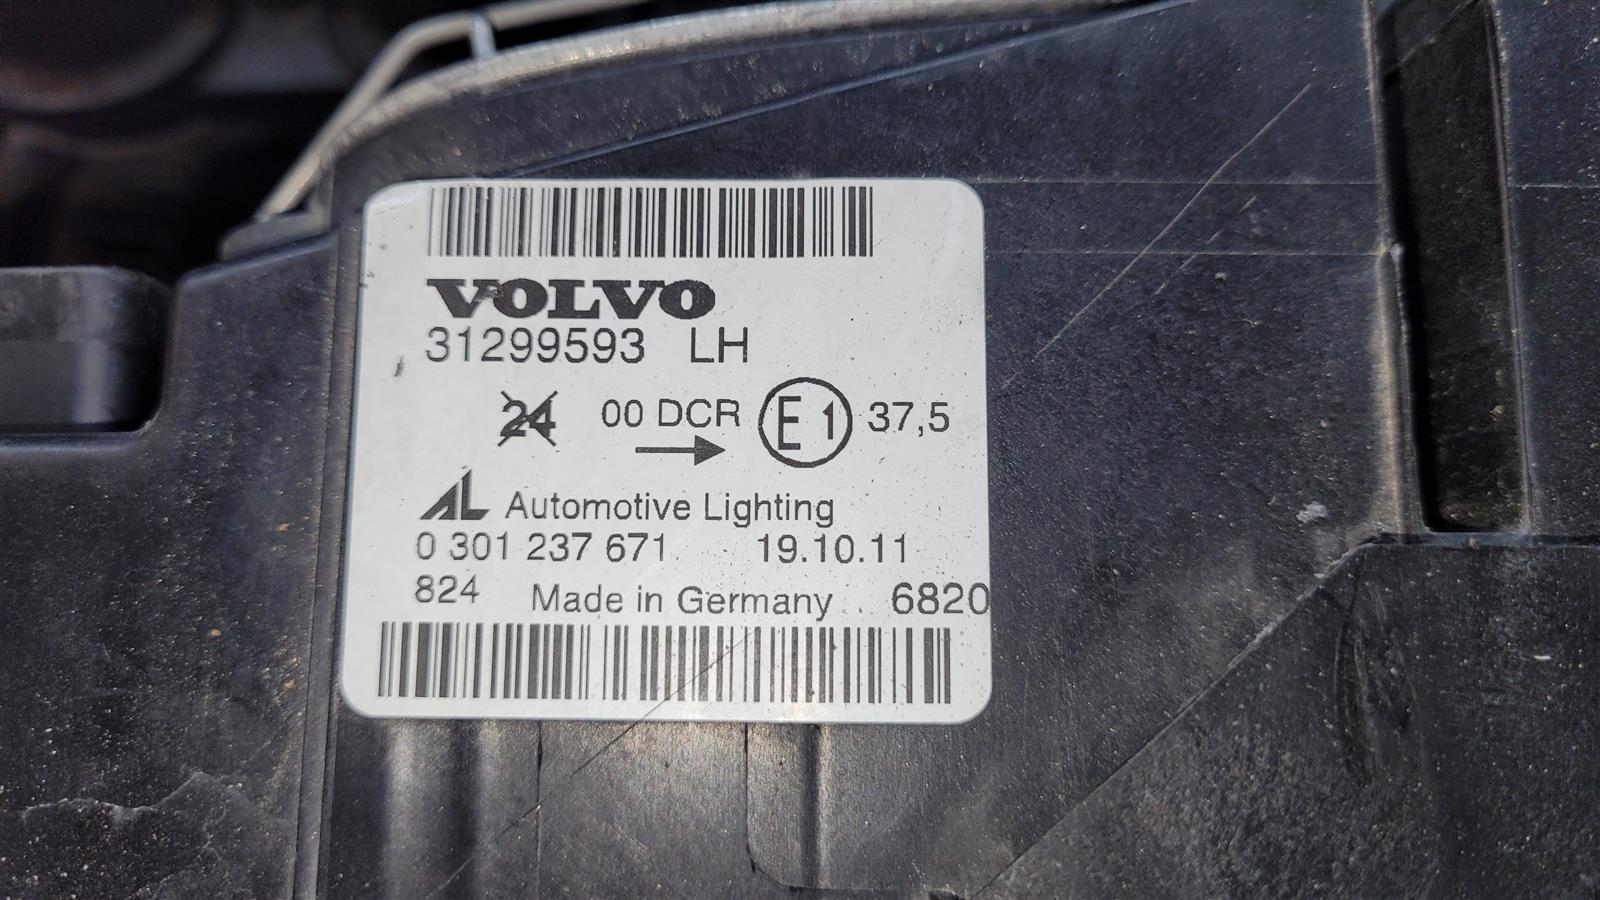 VOLVO
31299593 LH
24 00 DCR E1 37,5
AL Automotive Lighting
0 301 237 671 19.10.11
824 Made in Germany 6820